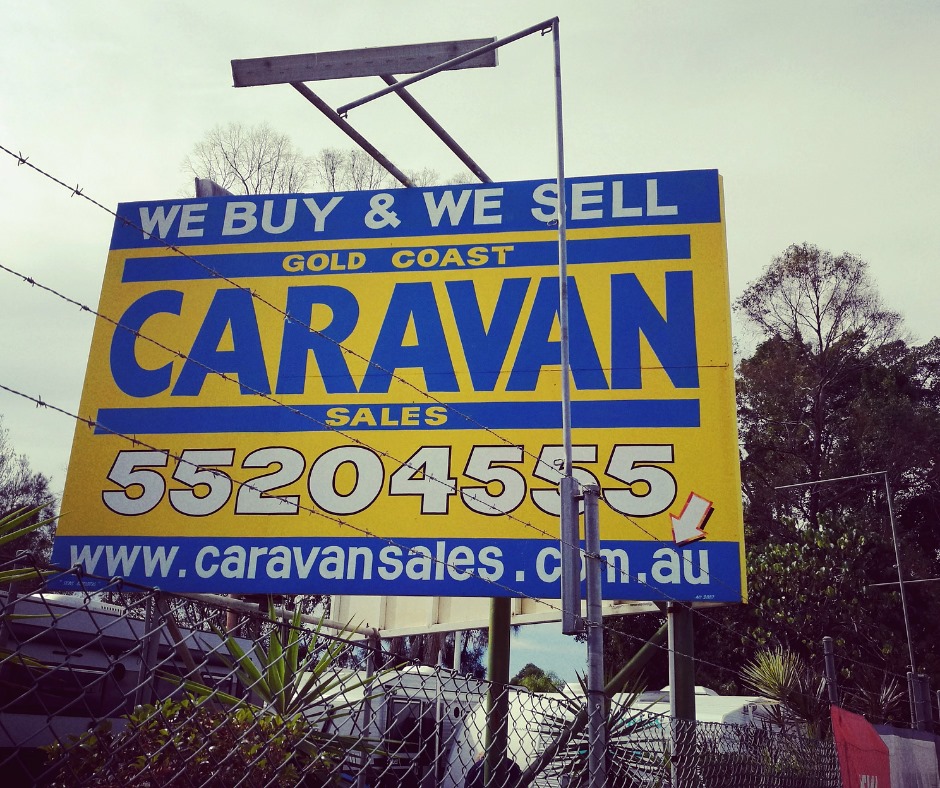 WE BUY & WE SELL
GOLD COAST
CARAVAN
SALES
55204555
www.caravansales.com.au